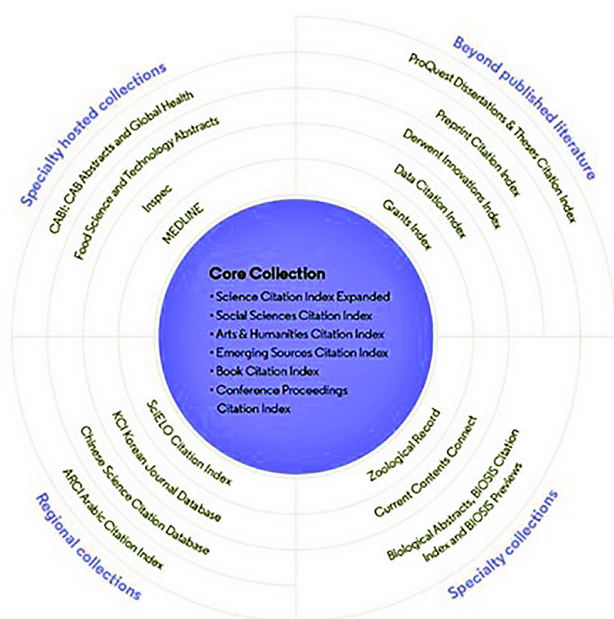 Specialty hosted collections
CABI: CAB Abstracts and Global Health
Food Science and Technology Abstracts
Inspec
MEDLINE
Beyond published literature
ProQuest Dissertations & Theses Citation Index
Preprint Citation Index
Derwent Innovations Index
Data Citation Index
Grants Index
Core Collection
• Science Citation Index Expanded
• Social Sciences Citation Index
• Arts & Humanities Citation Index
• Emerging Sources Citation Index
• Book Citation Index
• Conference Proceedings
Citation Index
SciELO Citation Index
KCI Korean Journal Database
Chinese Science Citation Database
ARCI Arabic Citation Index
Regional collections
Zoological Record
Current Contents Connect
Biological Abstracts, BIOSIS Citation
Index and BIOSIS Previews
Specialty collections